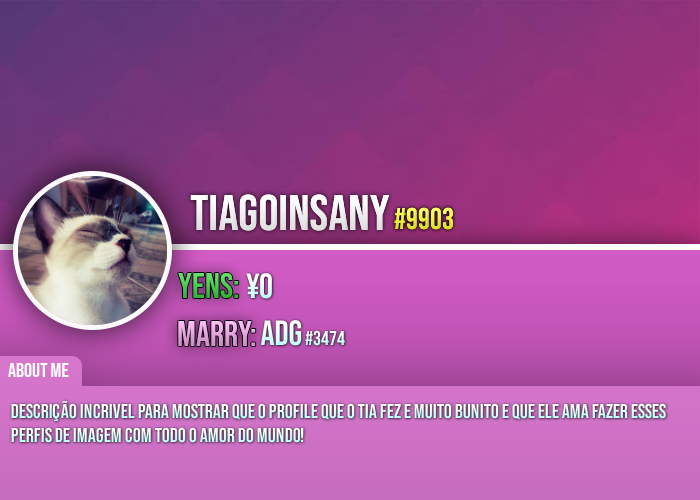 TIAGOINSANY #9903
YENS: ¥0
MARRY: ADG #3474
ABOUT ME
DESCRIÇÃO INCRIVEL PARA MOSTRAR QUE O PROFILE QUE O TIA FEZ E MUITO BUNITO E QUE ELE AMA FAZER ESSES
PERFIS DE IMAGEM COM TODO O AMOR DO MUNDO!